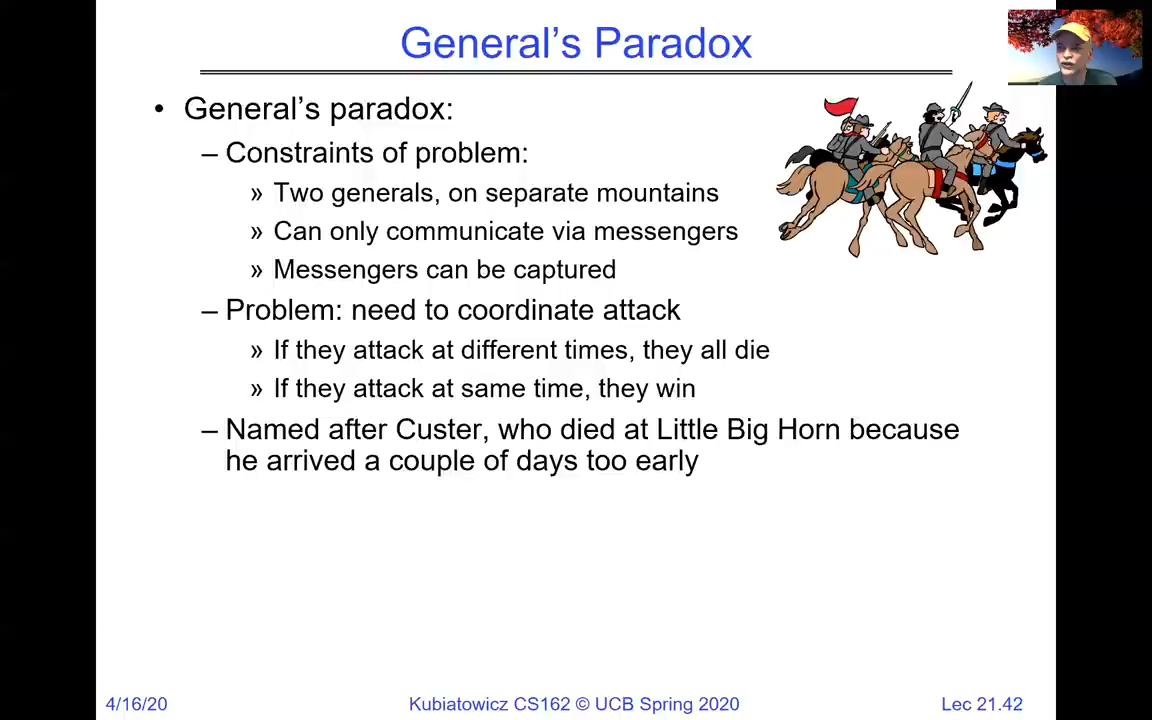 General's Paradox
• General's paradox:
– Constraints of problem:
» Two generals, on separate mountains
» Can only communicate via messengers
» Messengers can be captured
– Problem: need to coordinate attack
» If they attack at different times, they all die
» If they attack at same time, they win
– Named after Custer, who died at Little Big Horn because
he arrived a couple of days too early
4/16/20
Kubiatowicz CS162 © UCB Spring 2020
Lec 21.42